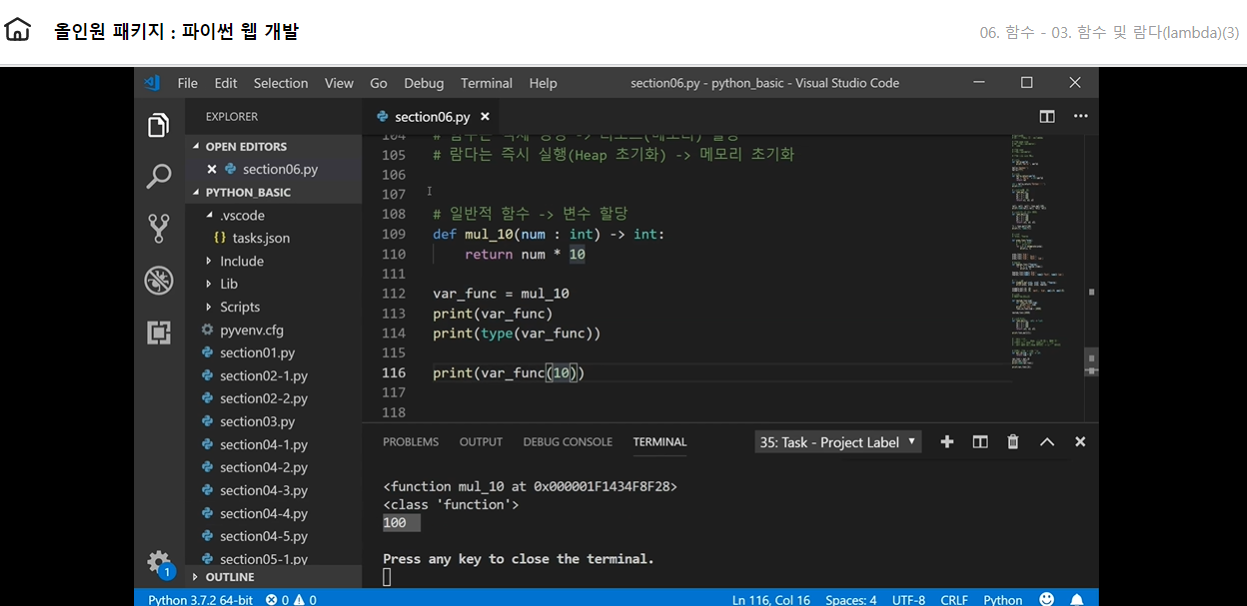 올인원 패키지 : 파이썬 웹 개발
06. 함수 - 03. 함수 및 람다(lambda)(3)
File Edit Selection View Go Debug Terminal Help
section06.py - python_basic - Visual Studio Code
EXPLORER
OPEN EDITORS
section06.py
PYTHON_BASIC
.vscode
{} tasks.json
Include
Lib
Scripts
pyvenv.cfg
section01.py
section02-1.py
section02-2.py
section03.py
section04-1.py
section04-2.py
section04-3.py
section04-4.py
section04-5.py
section05-1.py
OUTLINE
section06.py
104
105 # 람다는 즉시 실행(Heap 초기화) -> 메모리 초기화
106
107
108 # 일반적 함수 -> 변수 할당
109 def mul_10(num : int) -> int:
110 return num * 10
111
112 var_func = mul_10
113 print(var_func)
114 print(type(var_func))
115
116 print(var_func(10))
117
118
PROBLEMS OUTPUT DEBUG CONSOLE TERMINAL
35: Task - Project Label
<function mul_10 at 0x000001F1434F8F28>
<class 'function'>
100
Press any key to close the terminal.
1
Python 3.7.2 64-bit 0 0
Ln 116, Col 16 Spaces: 4 UTF-8 CRLF Python